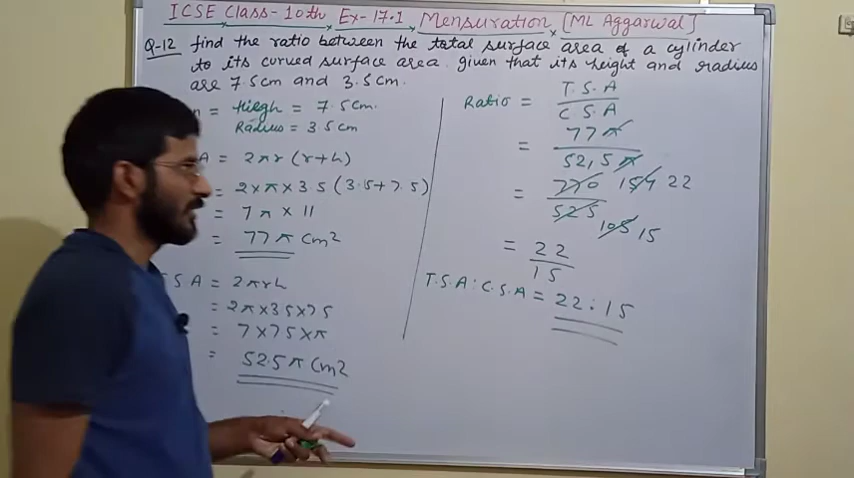 ICSE Class-10th Ex-17.1 Mensuration [ML Aggarwal]
Q-12 find the ratio between the total surface area of a cylinder
to its curved surface area given that its height and radius
are 7.5cm and 3.5cm.
n = Hiegh = 7.5cm.
Radius = 3.5cm
A = 2πr(r+h)
= 2×π×3.5(3.5+7.5)
= 7π×11
= 77π cm2
SA = 2πrh
= 2π×3.5×7.5
= 7×7.5×π
= 52.5π cm2
Ratio = T.S.A
C.S.A
= 77π
52.5π
= 770 154 22
525 105 15
= 22
15
T.S.A : C.S.A = 22:15